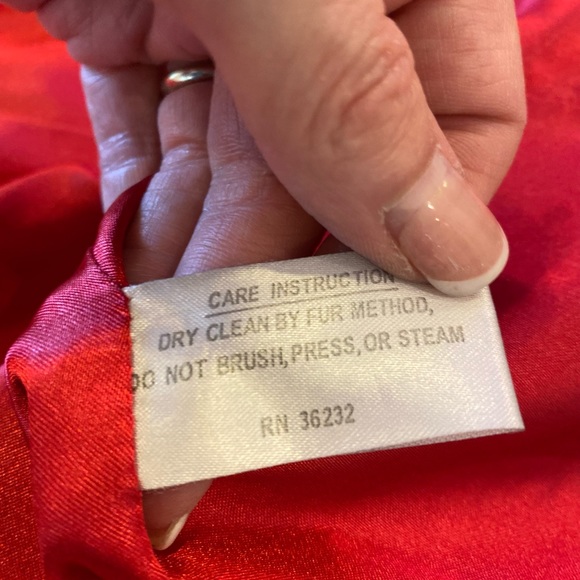 CARE INSTRUCTION
DRY CLEAN BY FUR METHOD,
DO NOT BRUSH, PRESS, OR STEAM
RN 36232